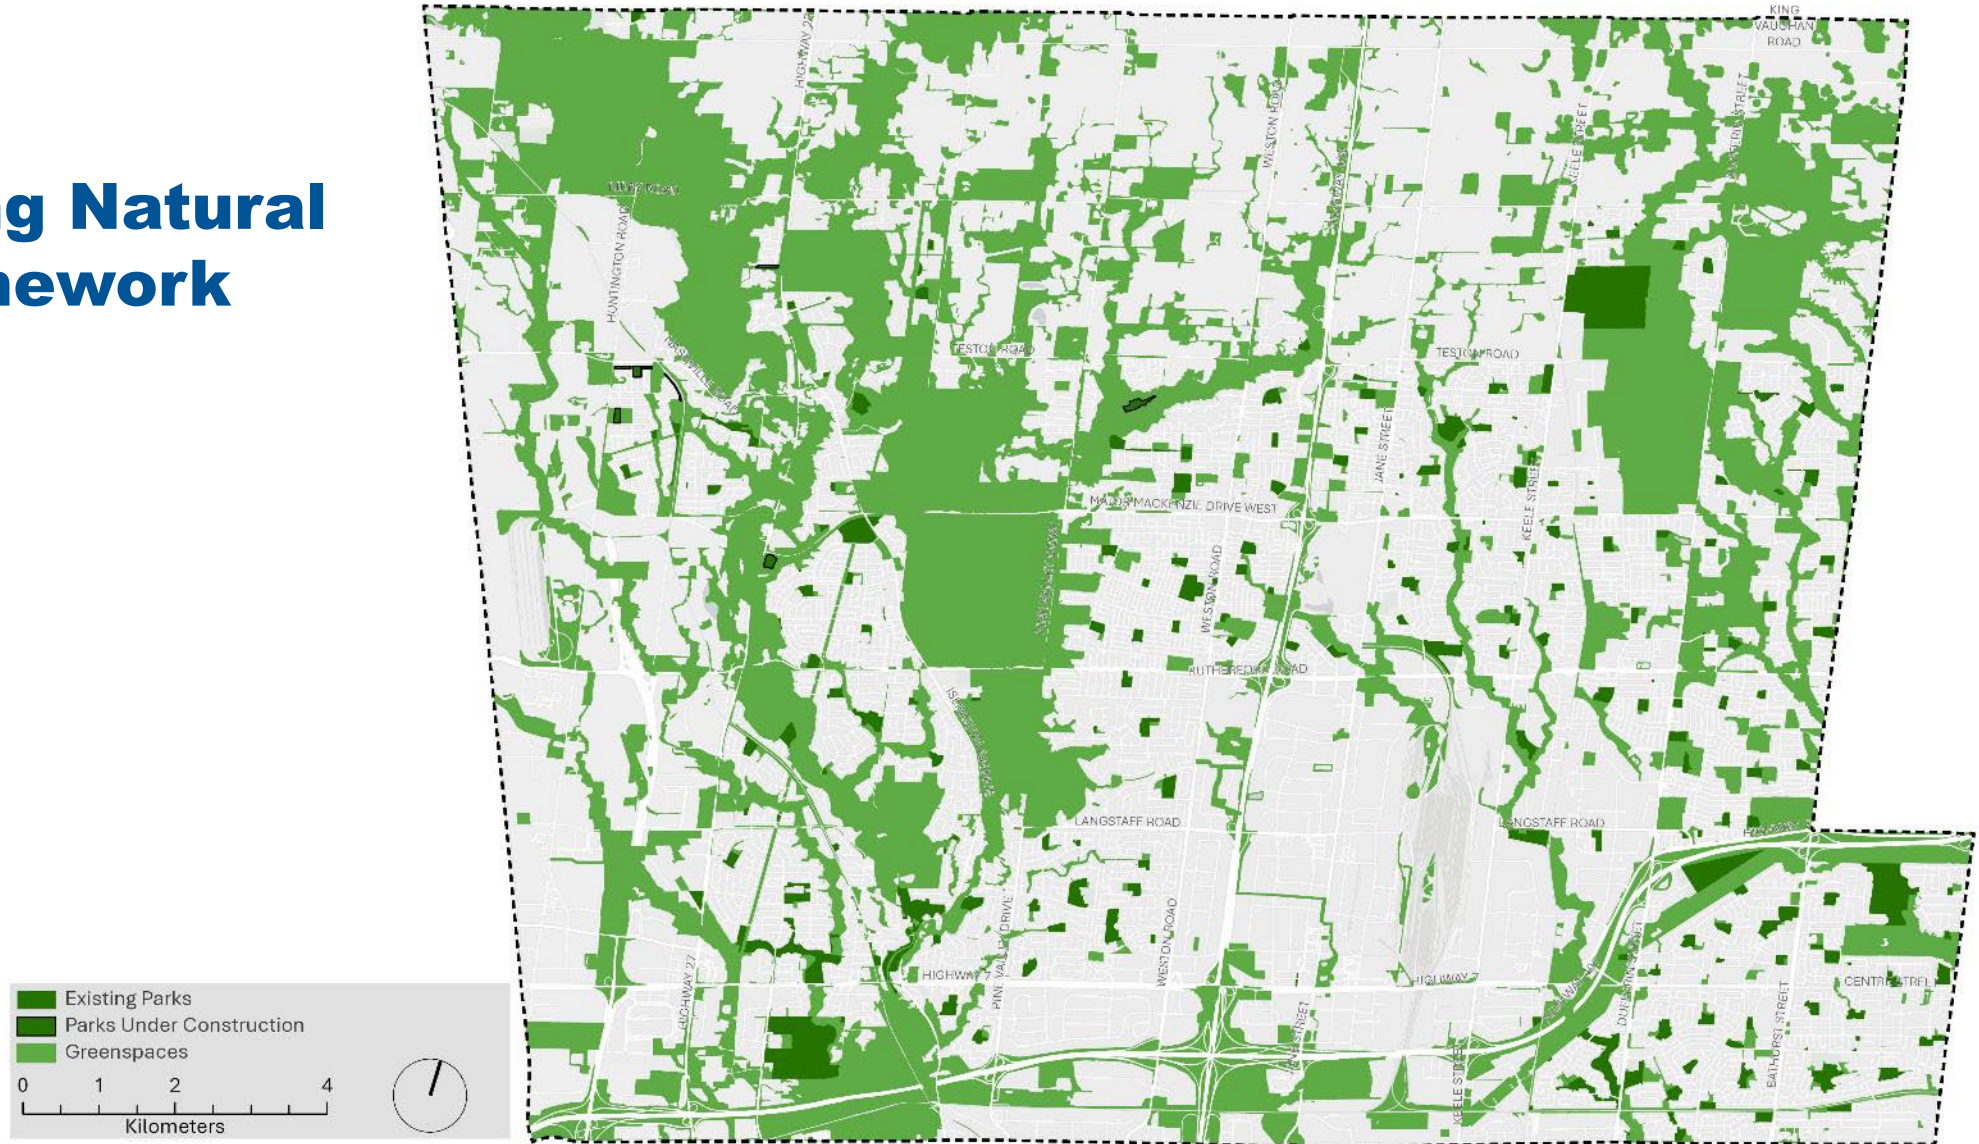 ng Natural
nework
KING
VAUGHAN
ROAD
HIGHWAY 27
WESTON ROAD
KEELE STREET
KIRBY ROAD
HUNTINGTON ROAD
TESTON ROAD
TESTON ROAD
JANE STREET
MAJOR MACKENZIE DRIVE WEST
KEELE STREET
WESTON ROAD
RUTHERFORD ROAD
LANGSTAFF ROAD
LANGSTAFF ROAD
PINE VALLEY DRIVE
WESTON ROAD
HIGHWAY 27
HIGHWAY 7
HIGHWAY 7
CENTRE STREET
BATHURST STREET
KEELE STREET
Existing Parks
Parks Under Construction
Greenspaces
0 1 2 4
Kilometers